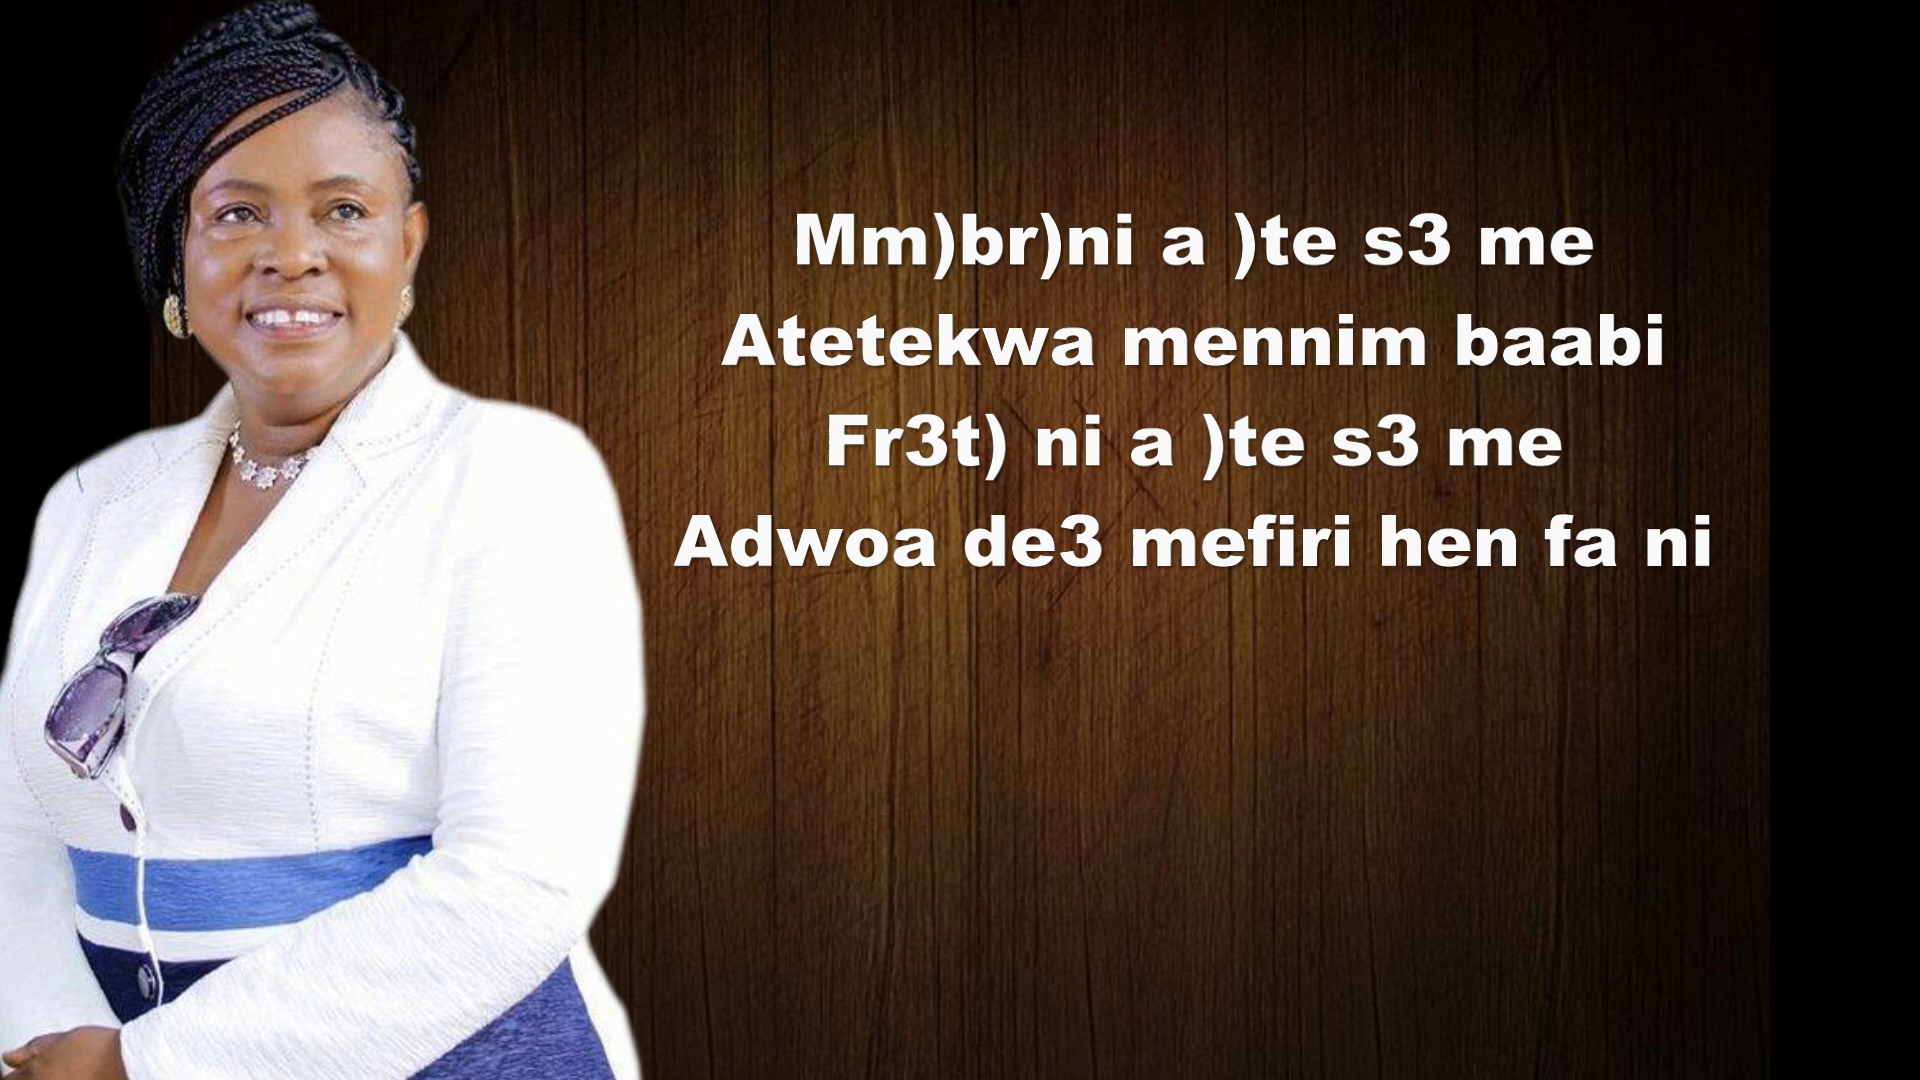 Mm)br)ni a )te s3 me
Atetekwa mennim baabi
Fr3t) ni a )te s3 me
Adwoa de3 mefiri hen fa ni